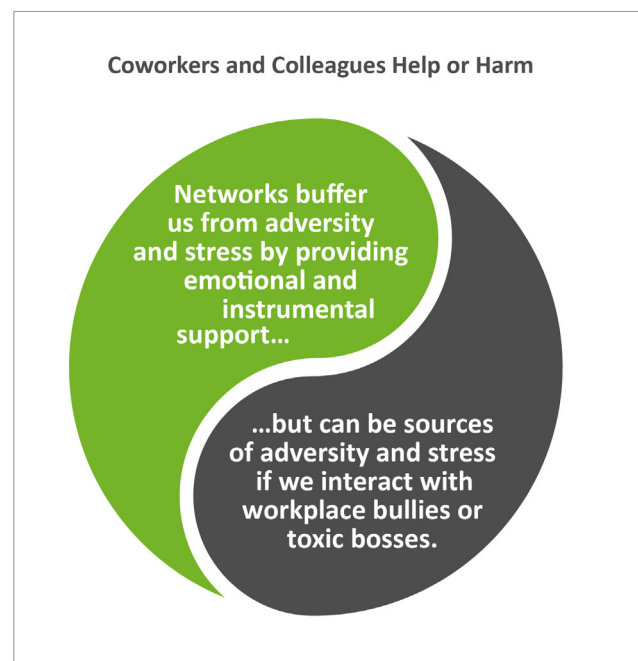 Coworkers and Colleagues Help or Harm
Networks buffer
us from adversity
and stress by providing
emotional and
instrumental
support...
...but can be sources
of adversity and stress
if we interact with
workplace bullies or
toxic bosses.